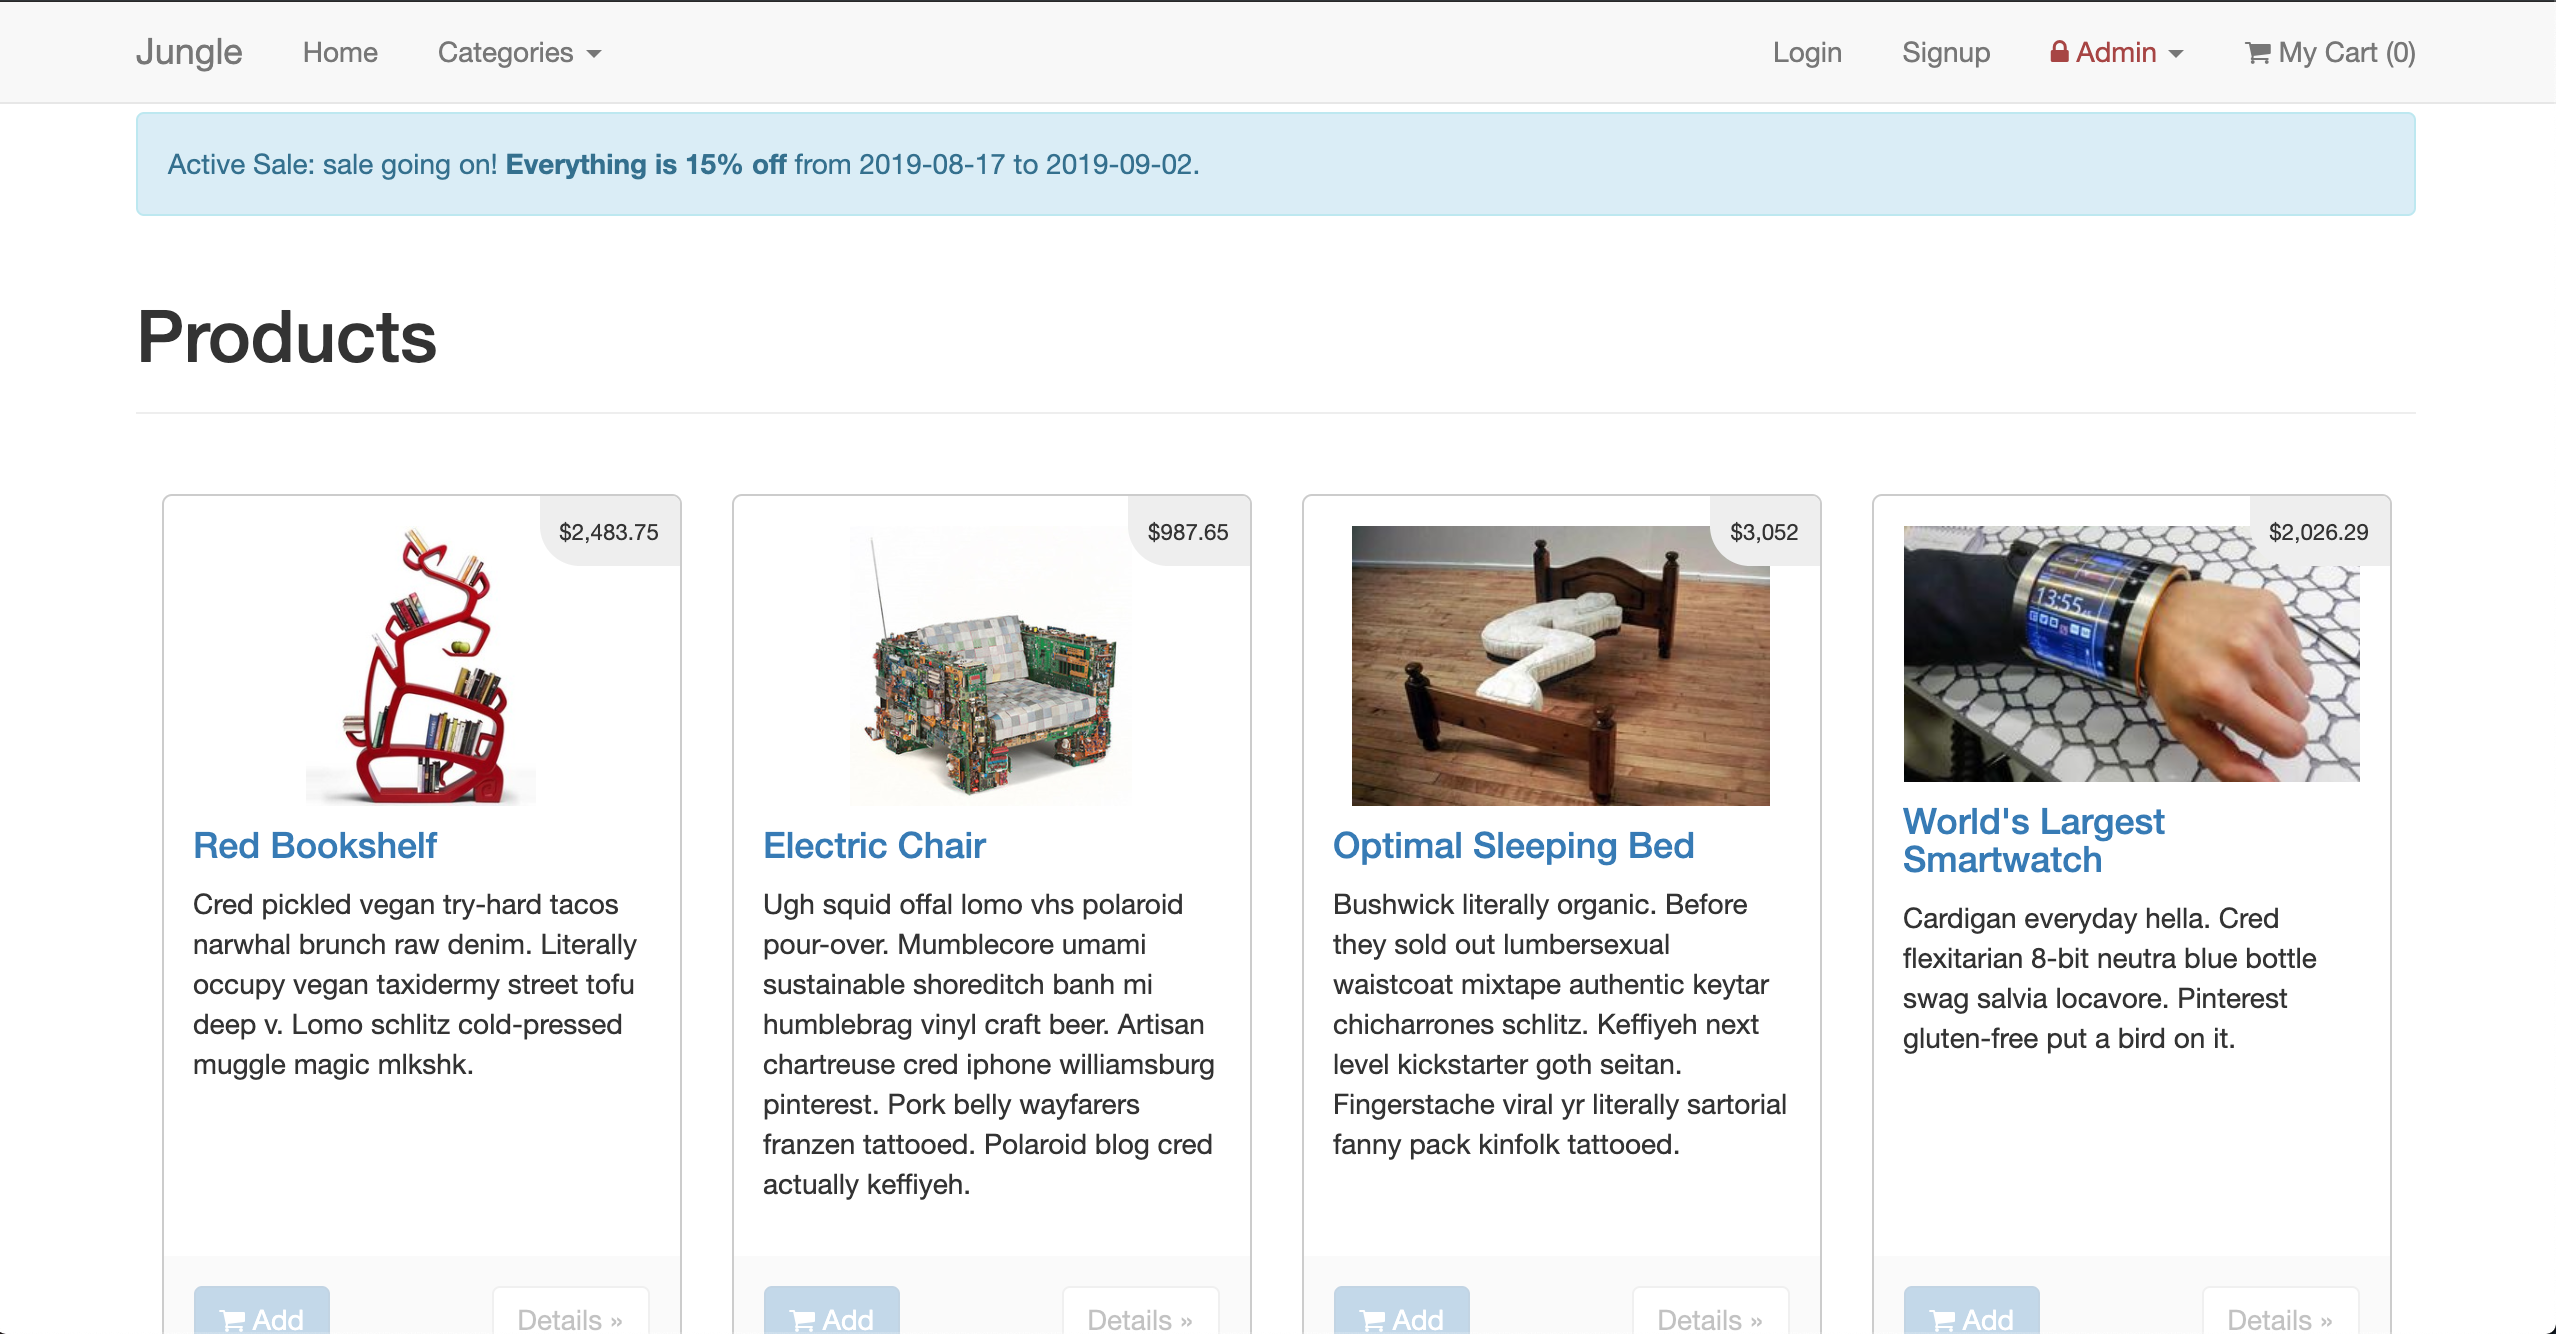 Jungle Home Categories Login Signup Admin My Cart (0)
Active Sale: sale going on! Everything is 15% off from 2019-08-17 to 2019-09-02.
Products
$2,483.75
Red Bookshelf
Cred pickled vegan try-hard tacos
narwhal brunch raw denim. Literally
occupy vegan taxidermy street tofu
deep v. Lomo schlitz cold-pressed
muggle magic mlkshk.
Add Details »
$987.65
Electric Chair
Ugh squid offal lomo vhs polaroid
pour-over. Mumblecore umami
sustainable shoreditch banh mi
humblebrag vinyl craft beer. Artisan
chartreuse cred iphone williamsburg
pinterest. Pork belly wayfarers
franzen tattooed. Polaroid blog cred
actually keffiyeh.
Add Details »
$3,052
Optimal Sleeping Bed
Bushwick literally organic. Before
they sold out lumbersexual
waistcoat mixtape authentic keytar
chicharrones schlitz. Keffiyeh next
level kickstarter goth seitan.
Fingerstache viral yr literally sartorial
fanny pack kinfolk tattooed.
Add Details »
$2,026.29
13:55
World's Largest
Smartwatch
Cardigan everyday hella. Cred
flexitarian 8-bit neutra blue bottle
swag salvia locavore. Pinterest
gluten-free put a bird on it.
Add Details »